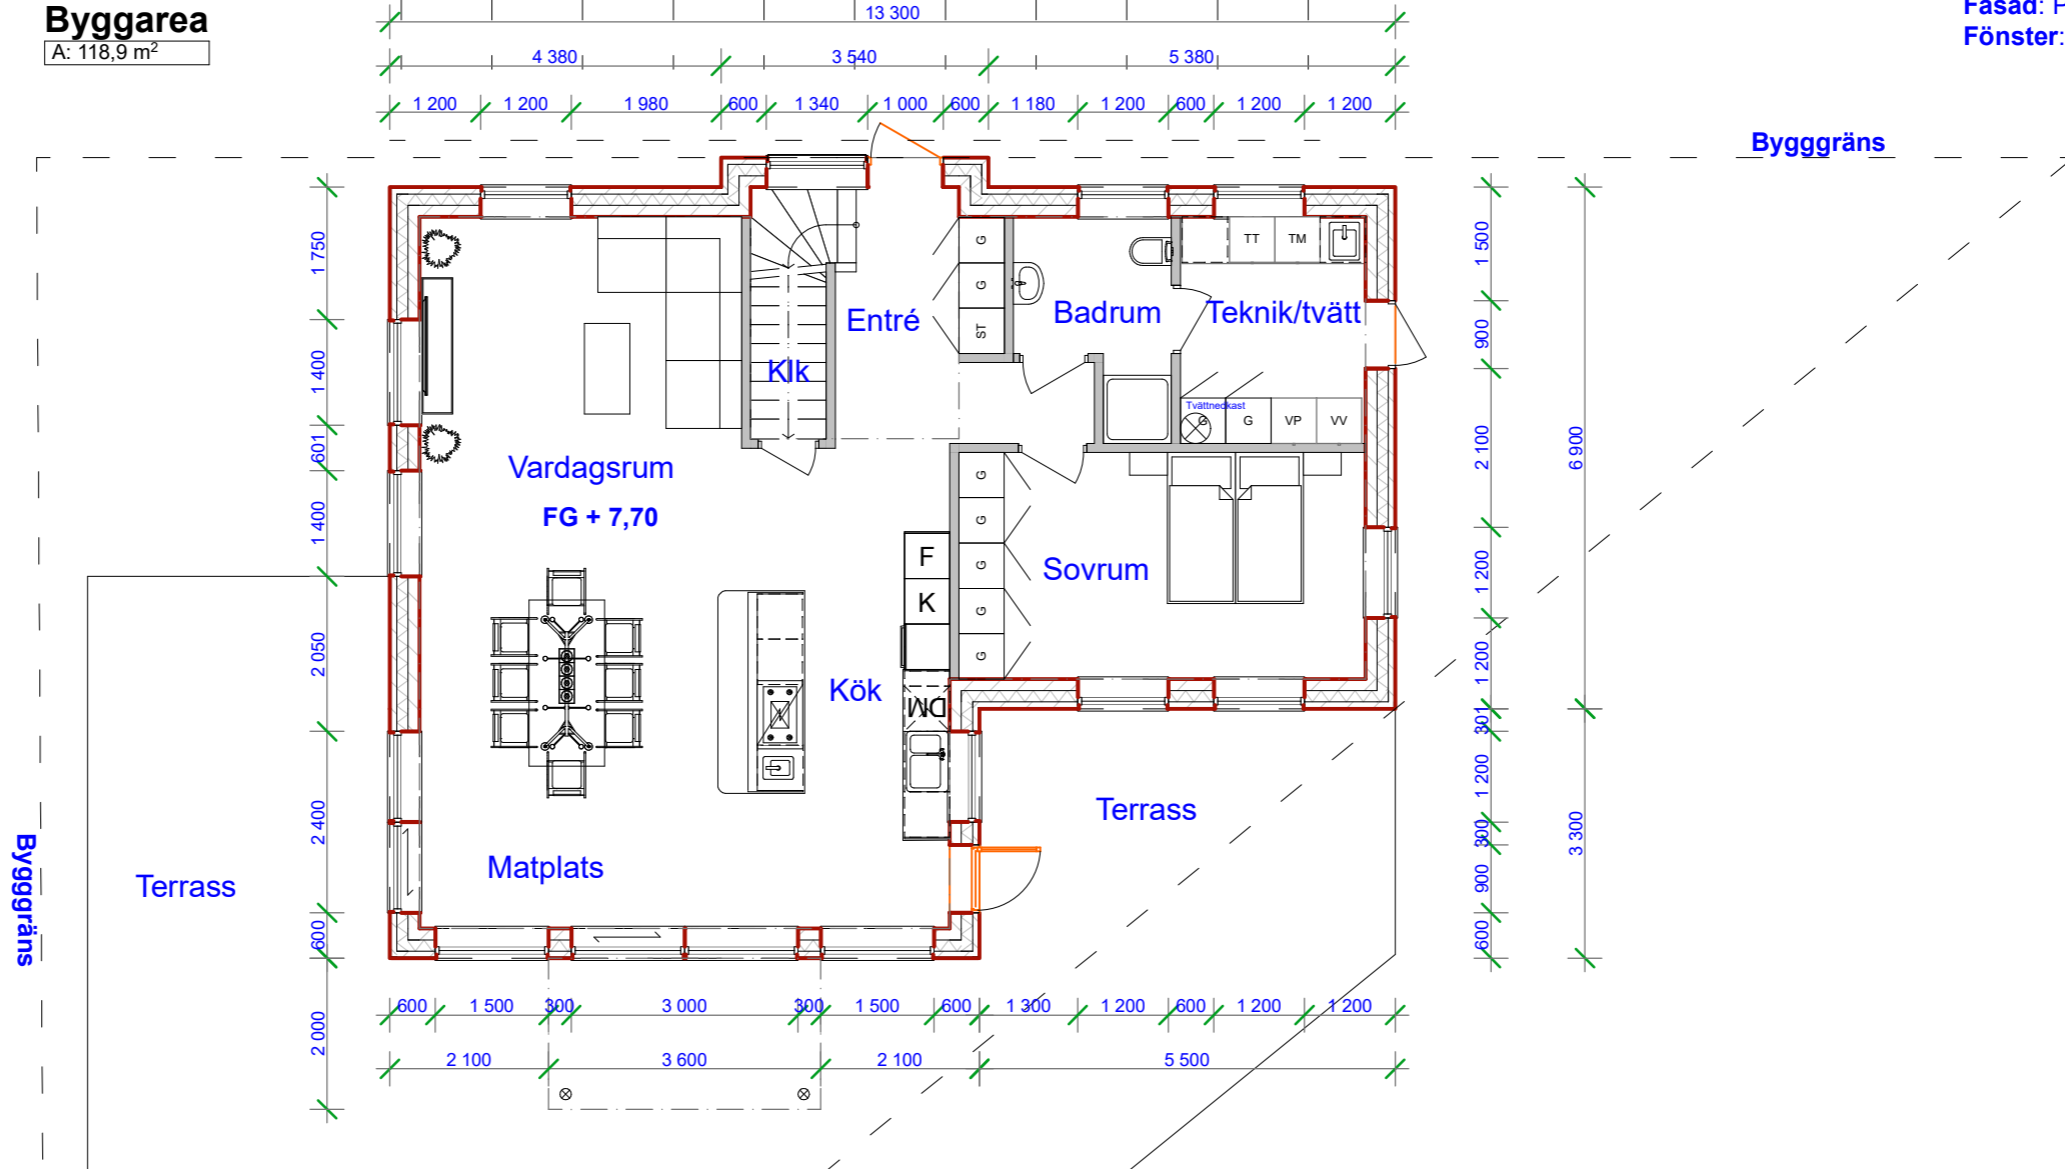 Byggarea
A: 118,9 m²
Fasad: F
Fönster:
13 300
4 380 3 540 5 380
1 200 1 200 1 980 600 1 340 1 000 600 1 180 1 200 600 1 200 1 200
Bygggräns
1 750
1 400
601
1 400
2 050
2 400
600
2 000
1 500
900
2 100
1 200
1 200
301
1 200
300
900
600
6 900
3 300
G
G
ST
TT TM
Entré
Badrum
Teknik/tvätt
Klk
Tvättnedkast
G G VP VV
Vardagsrum
FG + 7,70
G
G
G
G
G
Sovrum
F
K
DM
Kök
Terrass
Matplats
Terrass
Bygggräns
600 1 500 300 3 000 300 1 500 600 1 300 1 200 600 1 200 1 200
2 100 3 600 2 100 5 500